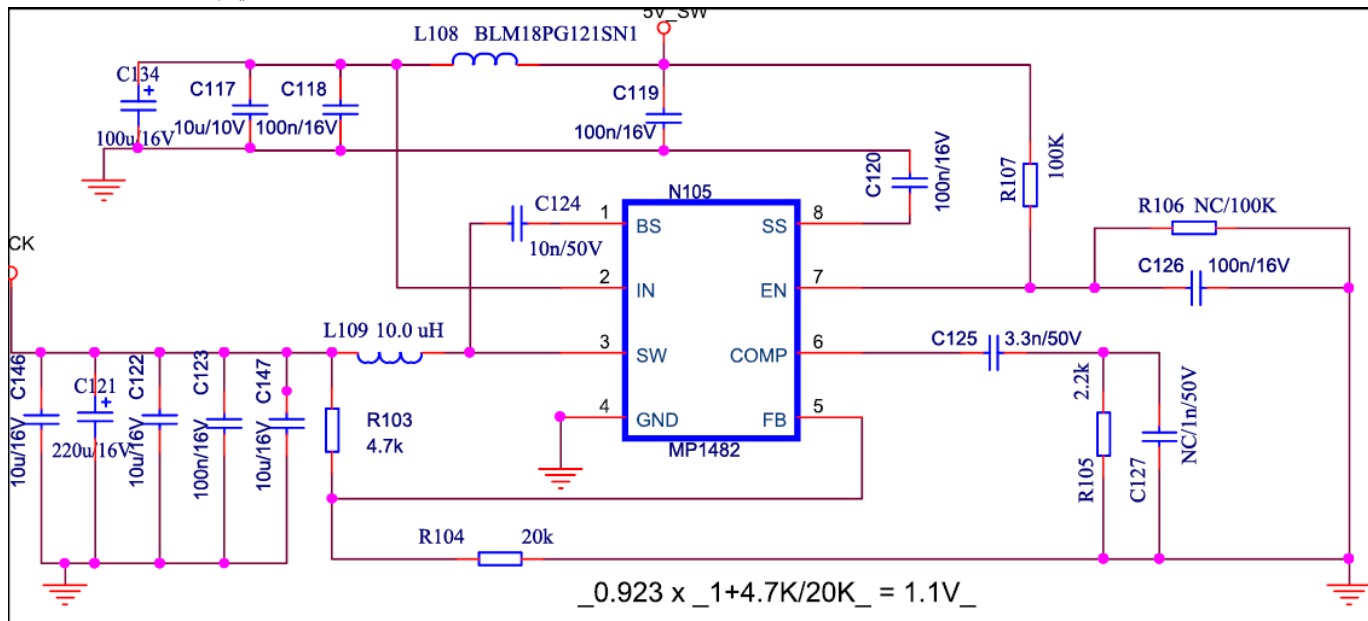 5V_SW
L108 BLM18PG121SN1
C134
100u/16V
C117
10u/10V
C118
100n/16V
C119
100n/16V
C120
100n/16V
R107
100K
R106 NC/100K
C126
100n/16V
N105
C124
10n/50V
1
BS
SS
8
2
IN
EN
7
3
SW
COMP
6
4
GND
FB
5
MP1482
CK
L109 10.0 uH
C125
3.3n/50V
C146
10u/16V
C121
220u/16V
C122
10u/16V
C123
100n/16V
C147
10u/16V
R103
4.7k
2.2k
R105
NC/1n/50V
C127
R104
20k
_0.923 x _1+4.7K/20K_ = 1.1V_